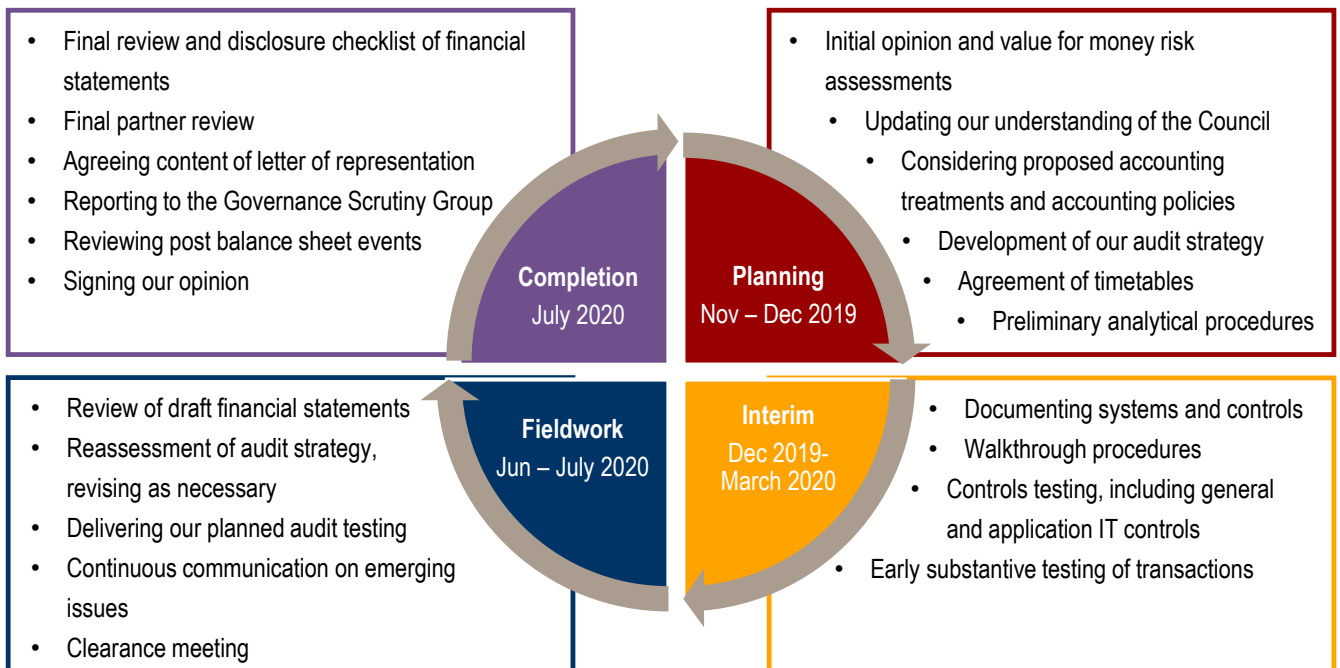 • Final review and disclosure checklist of financial
statements
• Final partner review
• Agreeing content of letter of representation
• Reporting to the Governance Scrutiny Group
• Reviewing post balance sheet events
• Signing our opinion
Completion
July 2020
• Initial opinion and value for money risk
assessments
• Updating our understanding of the Council
• Considering proposed accounting
treatments and accounting policies
• Development of our audit strategy
• Agreement of timetables
• Preliminary analytical procedures
Planning
Nov – Dec 2019
• Review of draft financial statements
• Reassessment of audit strategy,
revising as necessary
• Delivering our planned audit testing
• Continuous communication on emerging
issues
• Clearance meeting
Fieldwork
Jun – July 2020
Interim
Dec 2019-
March 2020
• Documenting systems and controls
• Walkthrough procedures
• Controls testing, including general
and application IT controls
• Early substantive testing of transactions